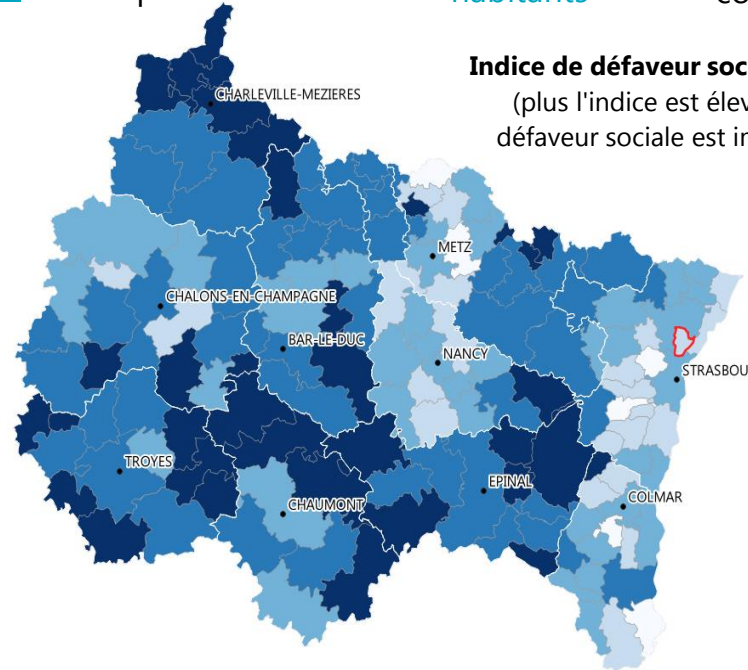 habitants
Indice de défaveur soc
(plus l'indice est élev
défaveur sociale est in
CHARLEVILLE-MEZIERES
METZ
CHALONS-EN-CHAMPAGNE
BAR-LE-DUC
NANCY
STRASBOU
TROYES
EPINAL
CHAUMONT
COLMAR